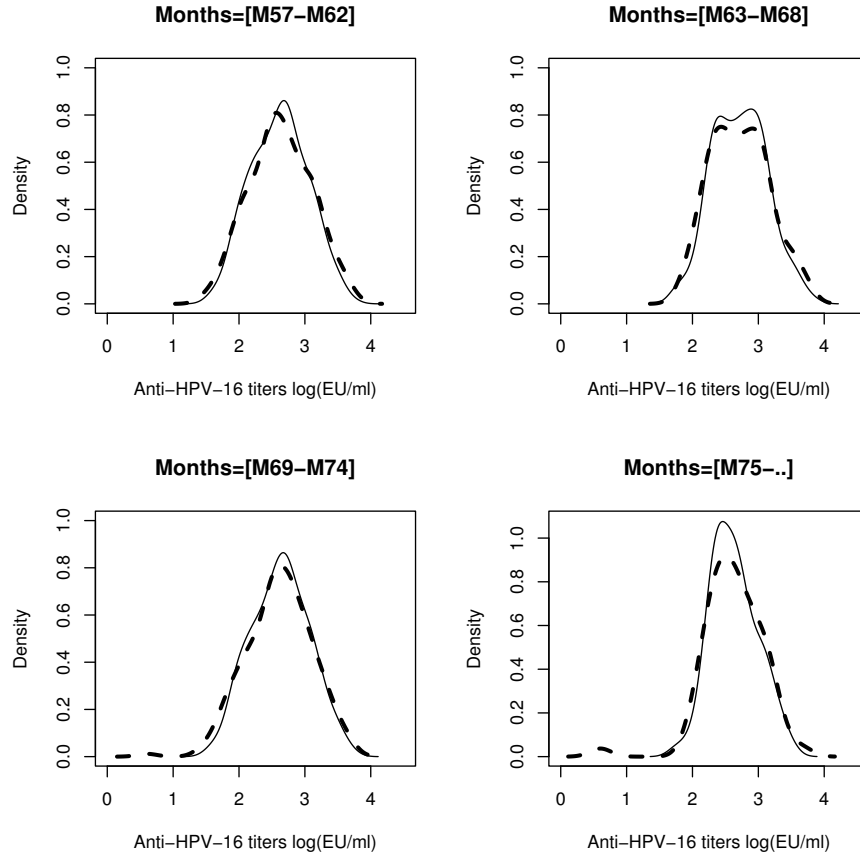 Months=[M57−M62]
Density
0.0 0.2 0.4 0.6 0.8 1.0
0 1 2 3 4
Anti−HPV−16 titers log(EU/ml)
Months=[M63−M68]
Density
0.0 0.2 0.4 0.6 0.8 1.0
0 1 2 3 4
Anti−HPV−16 titers log(EU/ml)
Months=[M69−M74]
Density
0.0 0.2 0.4 0.6 0.8 1.0
0 1 2 3 4
Anti−HPV−16 titers log(EU/ml)
Months=[M75−..]
Density
0.0 0.2 0.4 0.6 0.8 1.0
0 1 2 3 4
Anti−HPV−16 titers log(EU/ml)